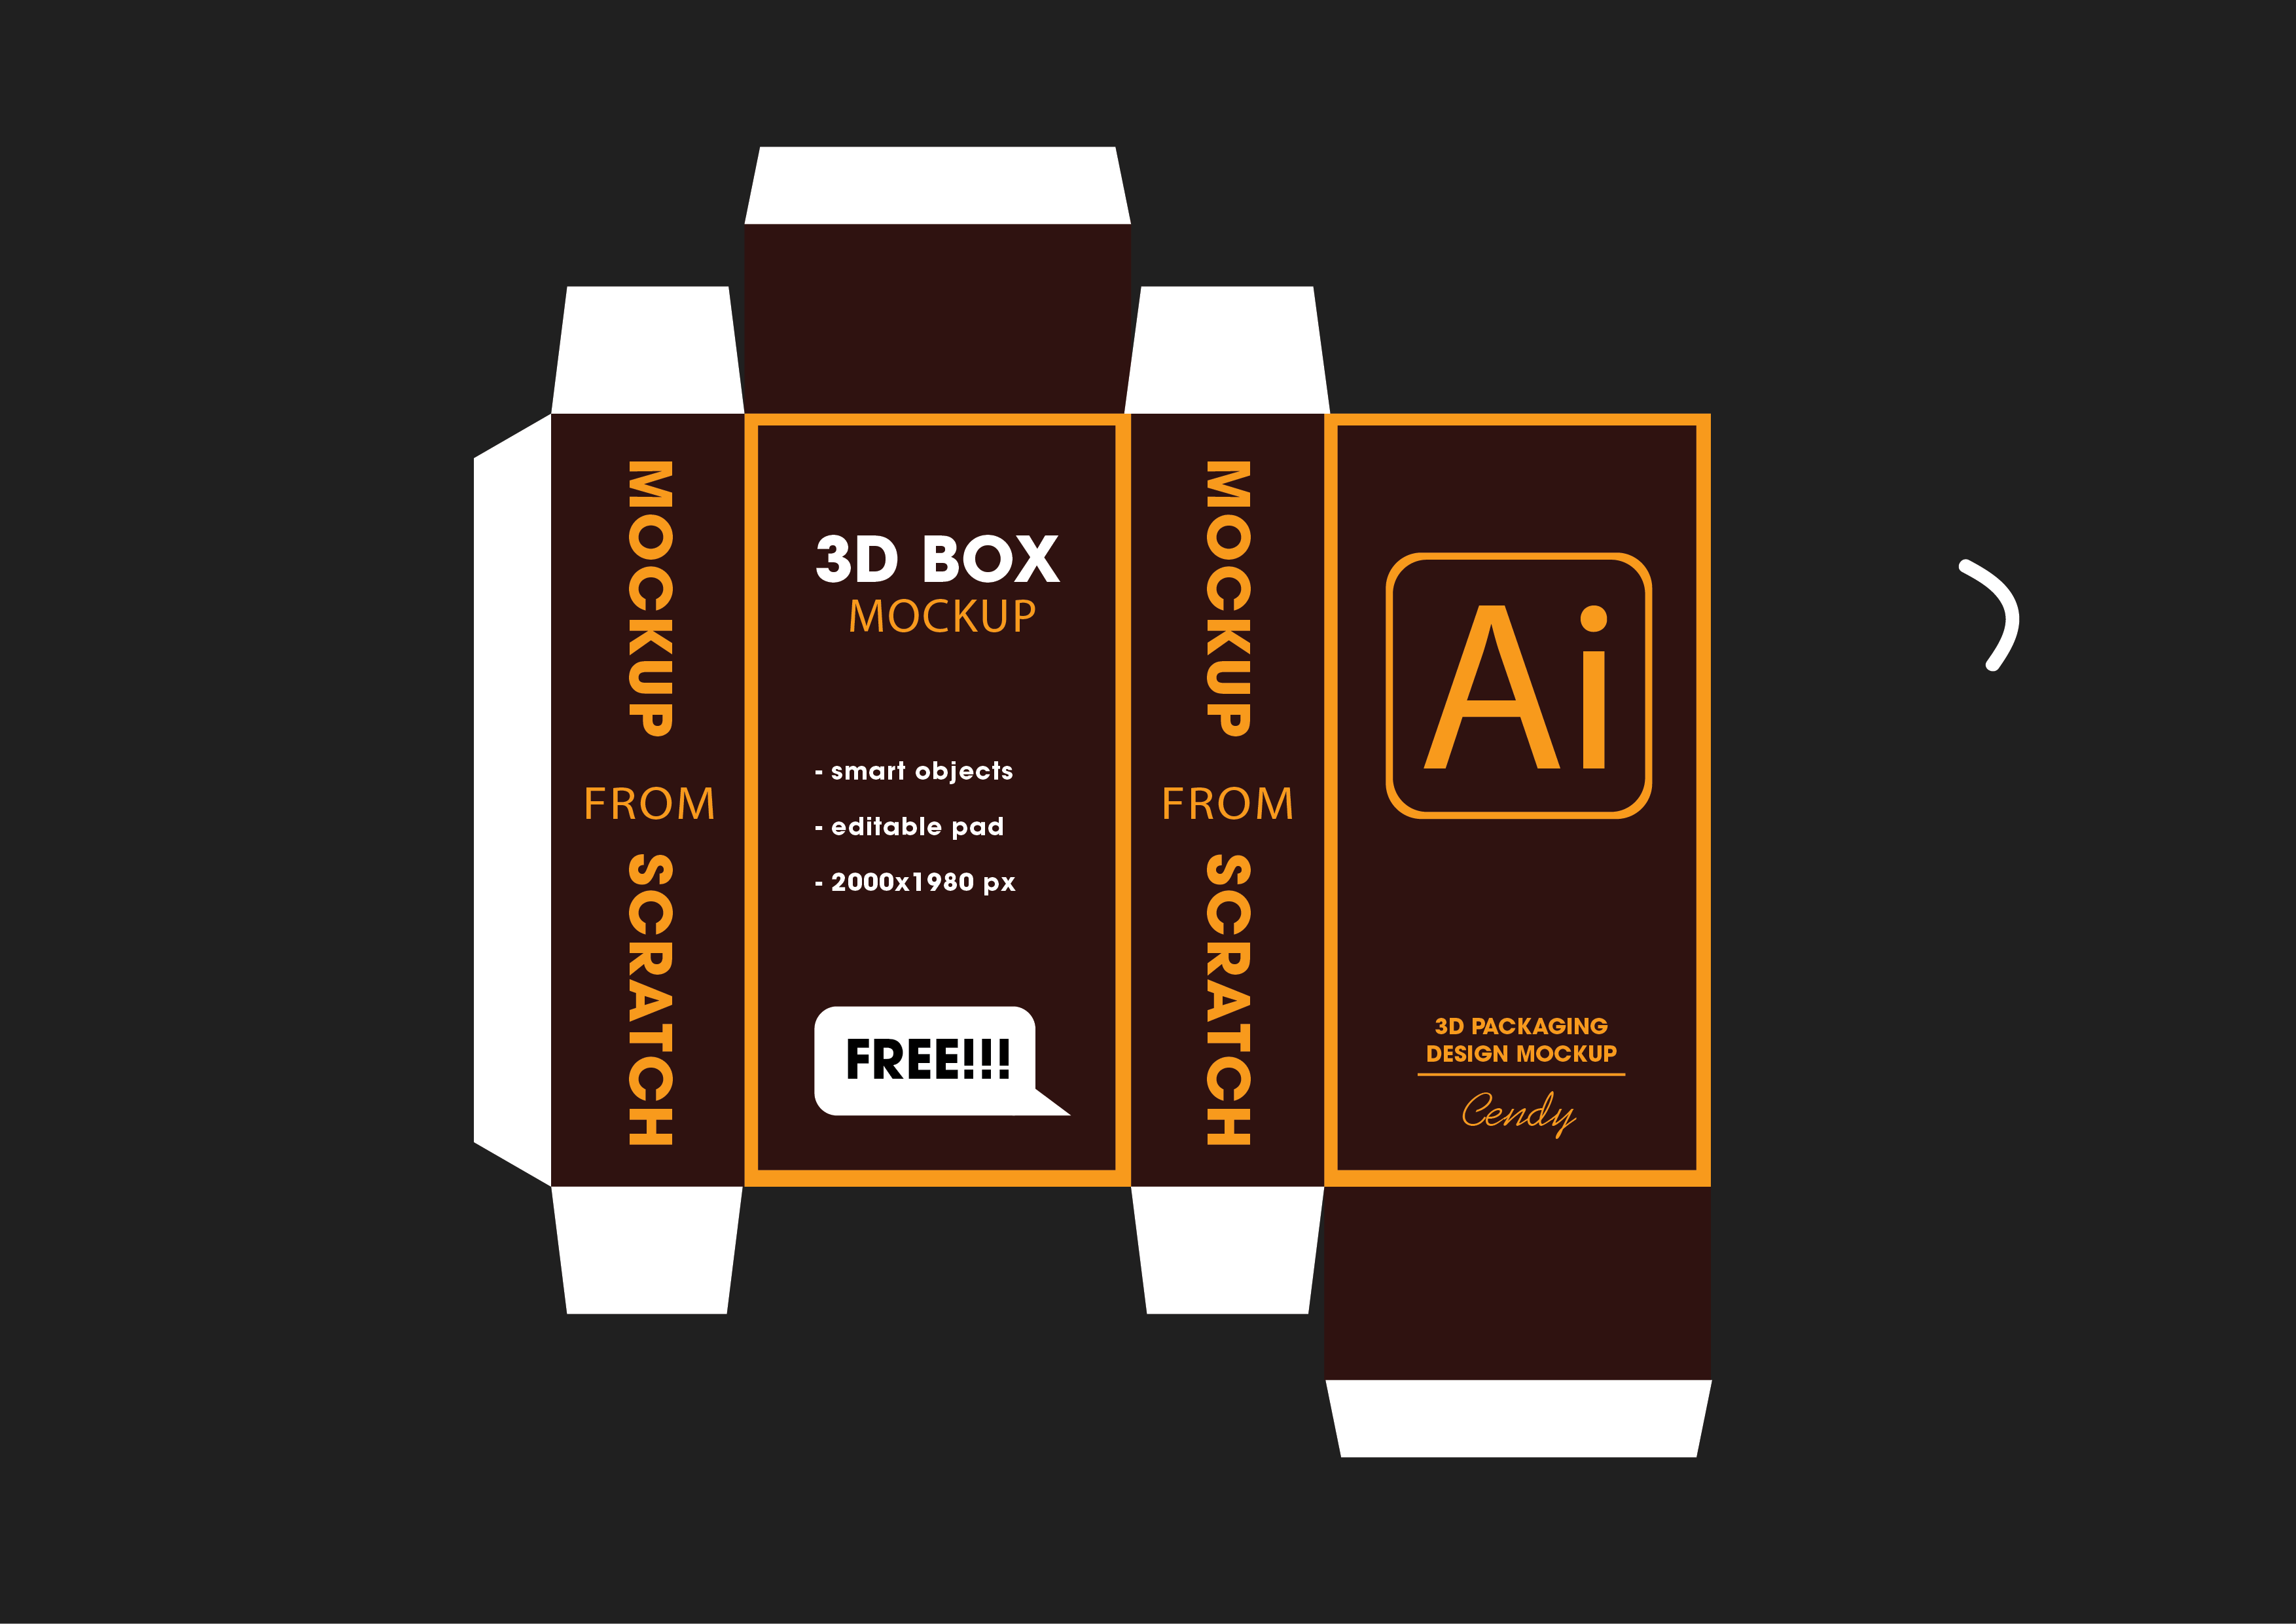 MOCKUP
FROM
SCRATCH
3D BOX
MOCKUP
- smart objects
- editable pad
- 2000x1980 px
FREE!!!
MOCKUP
FROM
SCRATCH
Ai
3D PACKAGING
DESIGN MOCKUP
Cendy